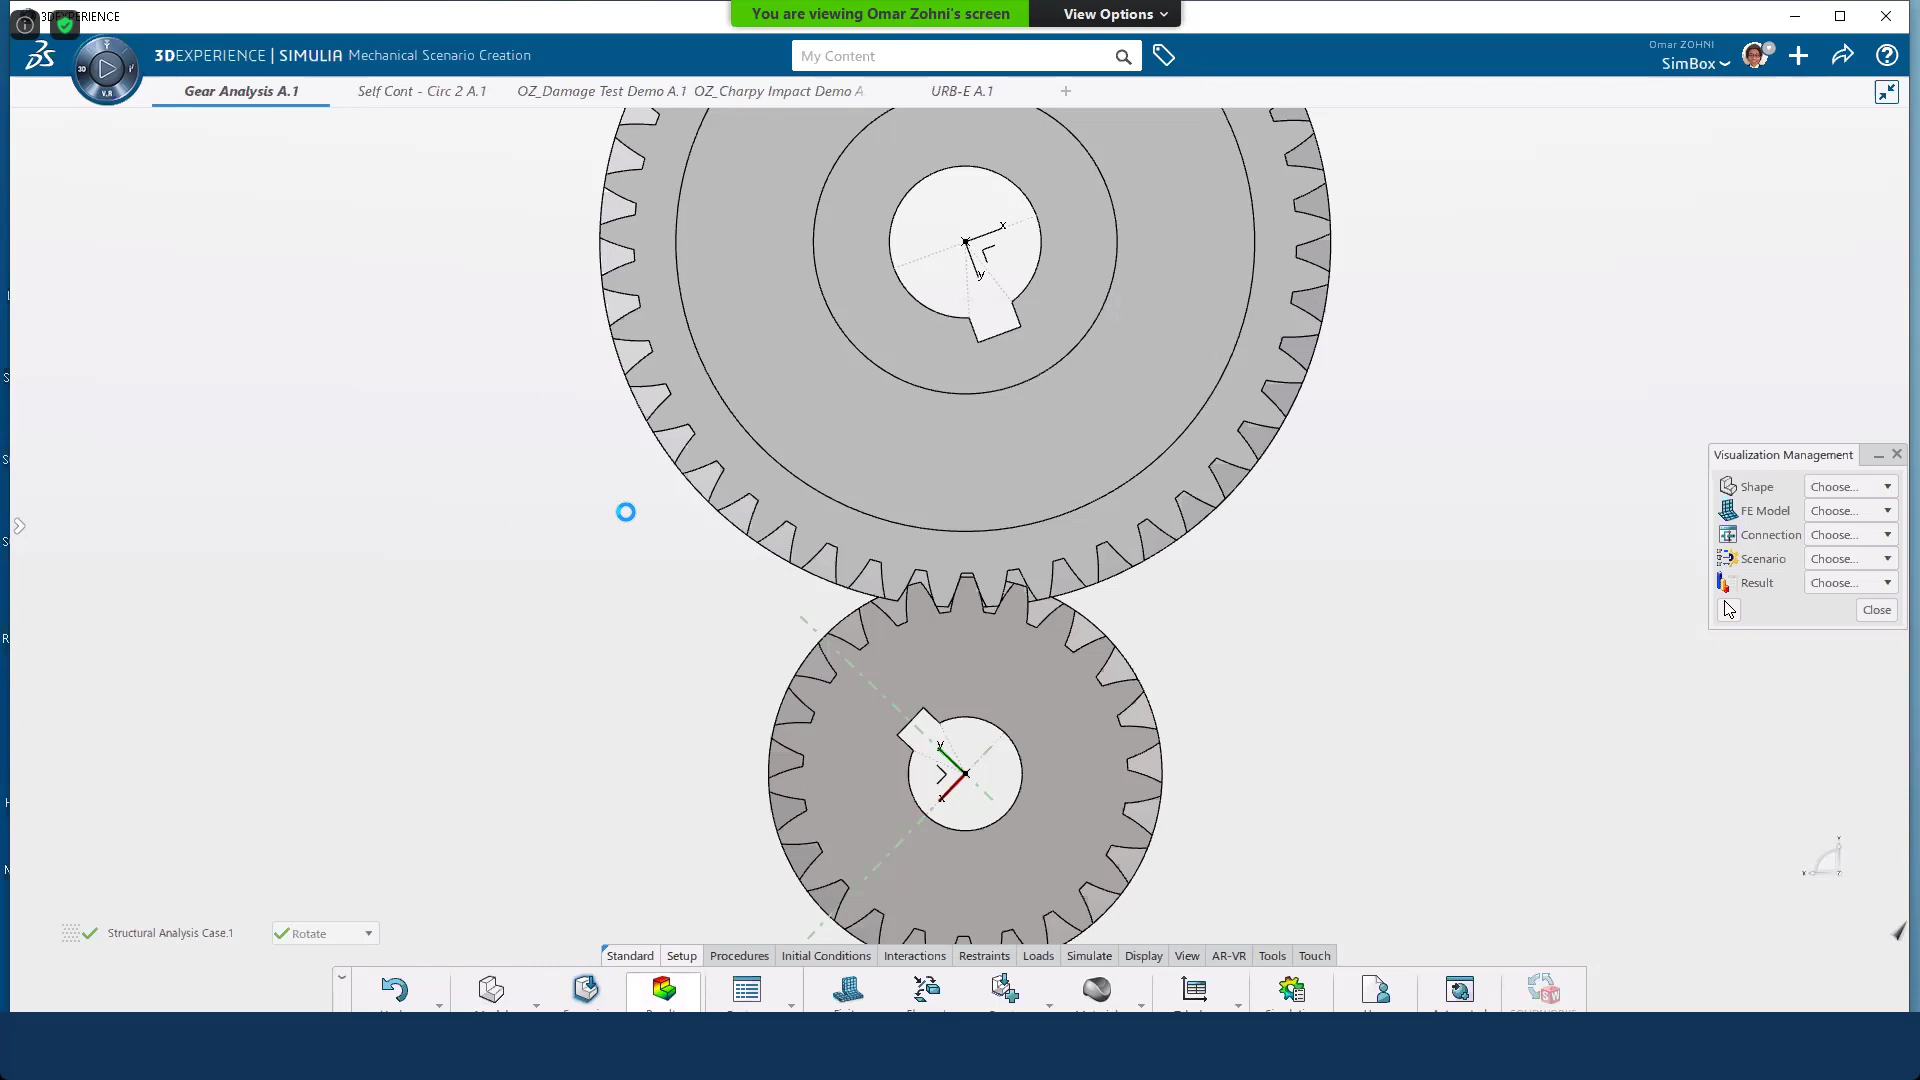 3DEXPERIENCE
You are viewing Omar Zohni's screen
View Options
3DEXPERIENCE | SIMULIA Mechanical Scenario Creation
My Content
Omar ZOHNI
SimBox
3D
V.R
Gear Analysis A.1
Self Cont - Circ 2 A.1
OZ_Damage Test Demo A.1
OZ_Charpy Impact Demo A
URB-E A.1
x
y
Visualization Management
Shape Choose...
FE Model Choose...
Connection Choose...
Scenario Choose...
Result Choose...
Close
y
x
Structural Analysis Case.1
Rotate
Standard
Setup
Procedures
Initial Conditions
Interactions
Restraints
Loads
Simulate
Display
View
AR-VR
Tools
Touch